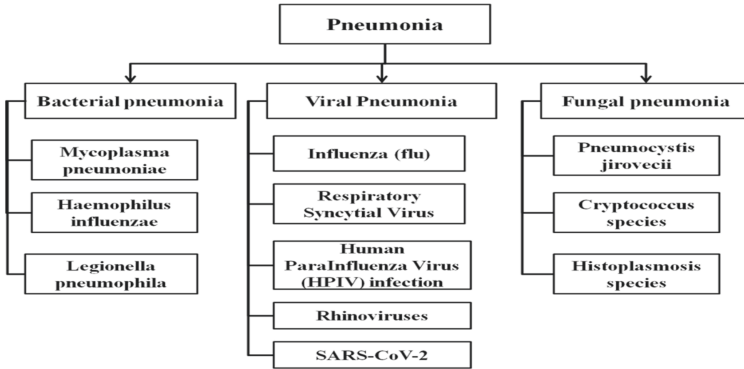 Pneumonia
Bacterial pneumonia
Mycoplasma
pneumoniae
Haemophilus
influenzae
Legionella
pneumophila
Viral Pneumonia
Influenza (flu)
Respiratory
Syncytial Virus
Human
ParaInfluenza Virus
(HPIV) infection
Rhinoviruses
SARS-CoV-2
Fungal pneumonia
Pneumocystis
jirovecii
Cryptococcus
species
Histoplasmosis
species